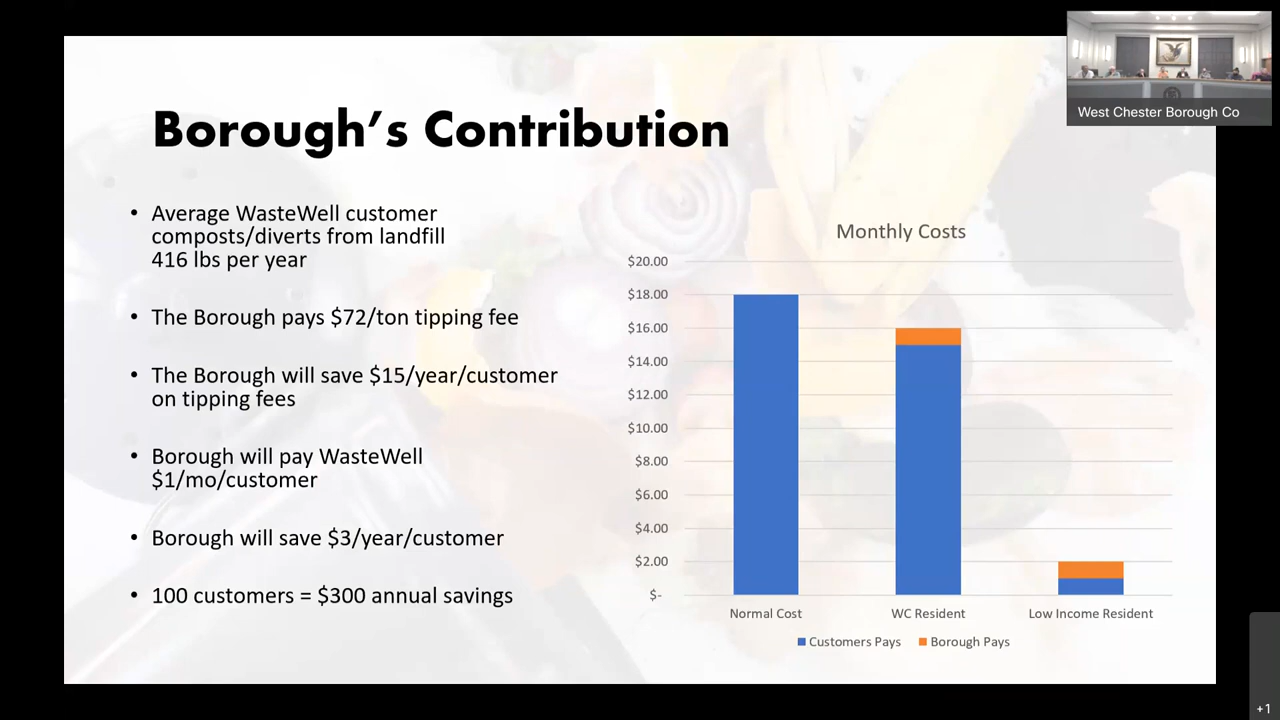 West Chester Borough Co
Borough's Contribution
• Average WasteWell customer
composts/diverts from landfill
416 lbs per year
• The Borough pays $72/ton tipping fee
• The Borough will save $15/year/customer
on tipping fees
• Borough will pay WasteWell
$1/mo/customer
• Borough will save $3/year/customer
• 100 customers = $300 annual savings
Monthly Costs
$20.00
$18.00
$16.00
$14.00
$12.00
$10.00
$8.00
$6.00
$4.00
$2.00
$-
Normal Cost
WC Resident
Low Income Resident
Customers Pays
Borough Pays
+1